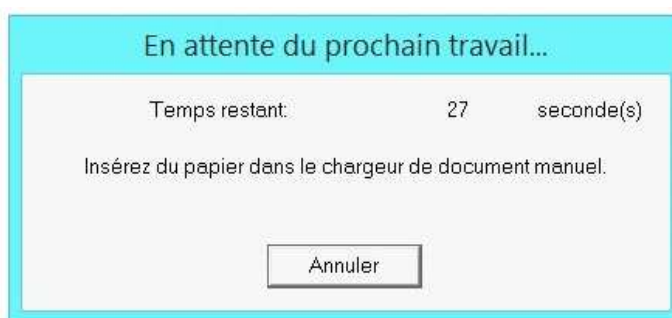 En attente du prochain travail...
Temps restant: 27 seconde(s)
Insérez du papier dans le chargeur de document manuel.
Annuler